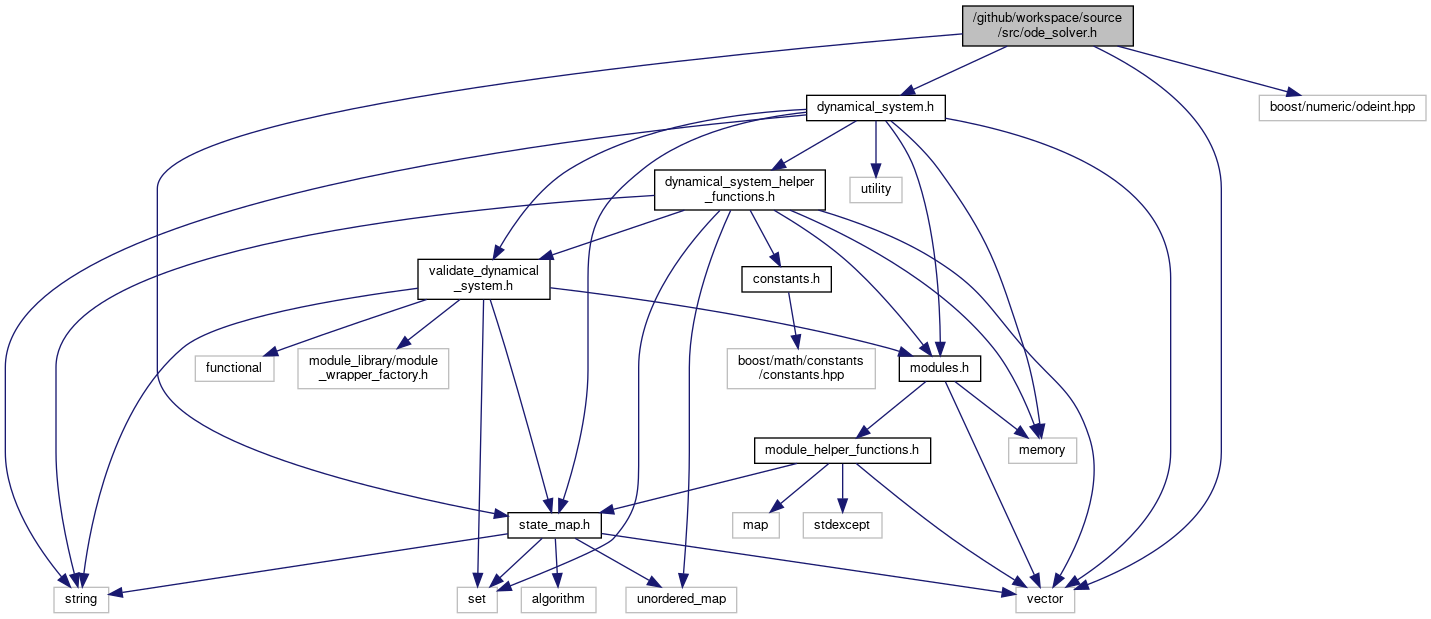 /github/workspace/source
/src/ode_solver.h
dynamical_system.h
boost/numeric/odeint.hpp
dynamical_system_helper
_functions.h
utility
validate_dynamical
_system.h
constants.h
functional
module_library/module
_wrapper_factory.h
boost/math/constants
/constants.hpp
modules.h
module_helper_functions.h
memory
state_map.h
map
stdexcept
string
set
algorithm
unordered_map
vector